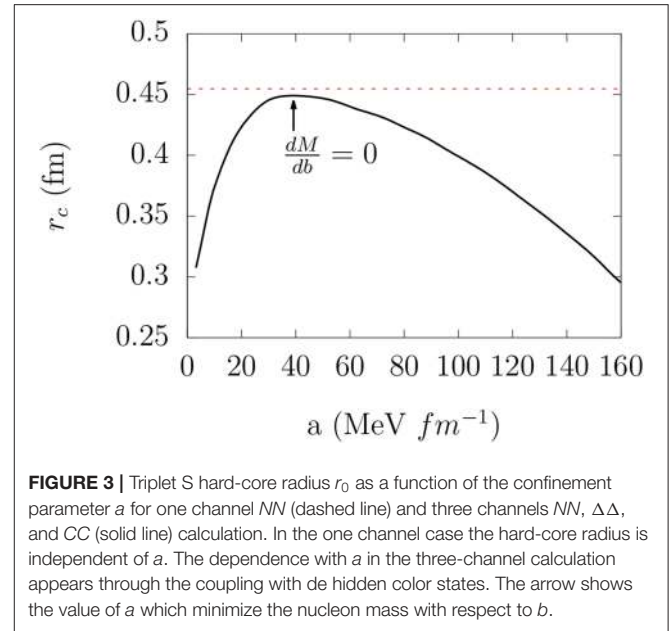 0.5
0.45
0.4
0.35
0.3
0.25
r_c (fm)
dM/db = 0
0 20 40 60 80 100 120 140 160
a (MeV fm^{-1})
FIGURE 3 | Triplet S hard-core radius r_0 as a function of the confinement
parameter a for one channel NN (dashed line) and three channels NN, ΔΔ,
and CC (solid line) calculation. In the one channel case the hard-core radius is
independent of a. The dependence with a in the three-channel calculation
appears through the coupling with de hidden color states. The arrow shows
the value of a which minimize the nucleon mass with respect to b.